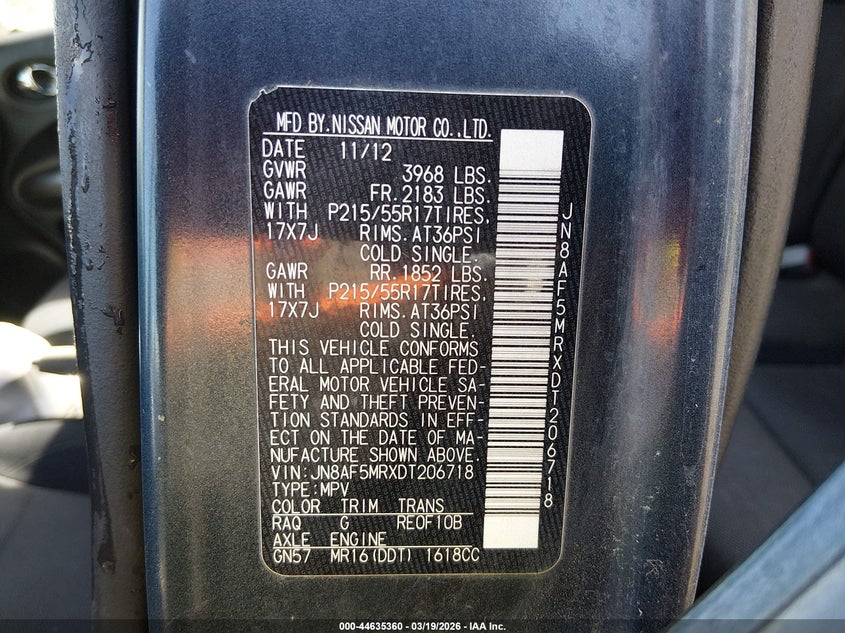 MFD BY.NISSAN MOTOR CO.,LTD.
DATE 11/12
GVWR 3968 LBS.
GAWR FR.2183 LBS.
WITH P215/55R17TIRES,
17X7J RIMS.AT36PSI
COLD SINGLE.
GAWR RR.1852 LBS.
WITH P215/55R17TIRES,
17X7J RIMS.AT36PSI
COLD SINGLE.
THIS VEHICLE CONFORMS
TO ALL APPLICABLE FED-
ERAL MOTOR VEHICLE SA-
FETY AND THEFT PREVEN-
TION STANDARDS IN EFF-
ECT ON THE DATE OF MA-
NUFACTURE SHOWN ABOVE.
VIN:JN8AF5MRXDT206718
TYPE:MPV
COLOR TRIM TRANS
RAQ G RE0F10B
AXLE ENGINE
GN57 MR16(DDT) 1618CC
JN8AF5MRXDT206718
000-44635360 - 03/19/2026 - IAA Inc.